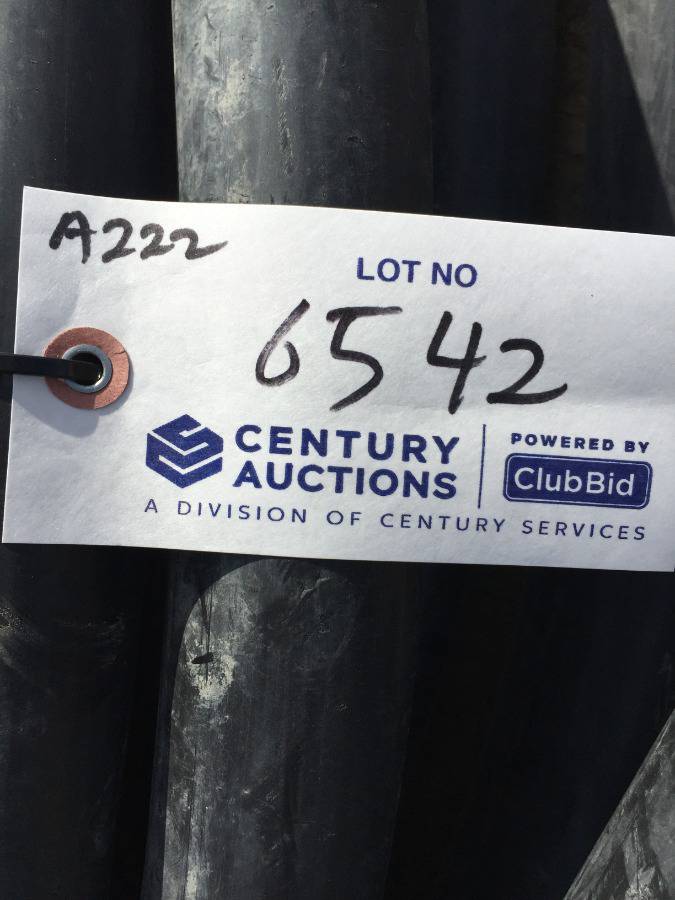 A222
LOT NO
6542
CENTURY
AUCTIONS
POWERED BY
ClubBid
A DIVISION OF CENTURY SERVICES